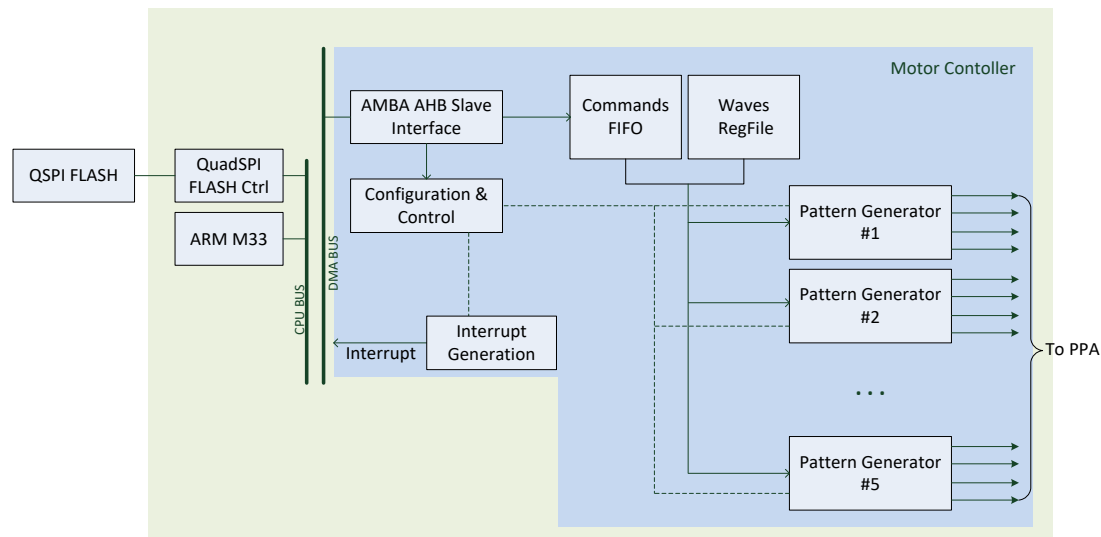 Motor Contoller
AMBA AHB Slave
Interface
Commands
FIFO
Waves
RegFile
QSPI FLASH
QuadSPI
FLASH Ctrl
ARM M33
CPU BUS
DMA BUS
Configuration &
Control
Interrupt
Generation
Interrupt
Pattern Generator
#1
Pattern Generator
#2
...
Pattern Generator
#5
To PPA